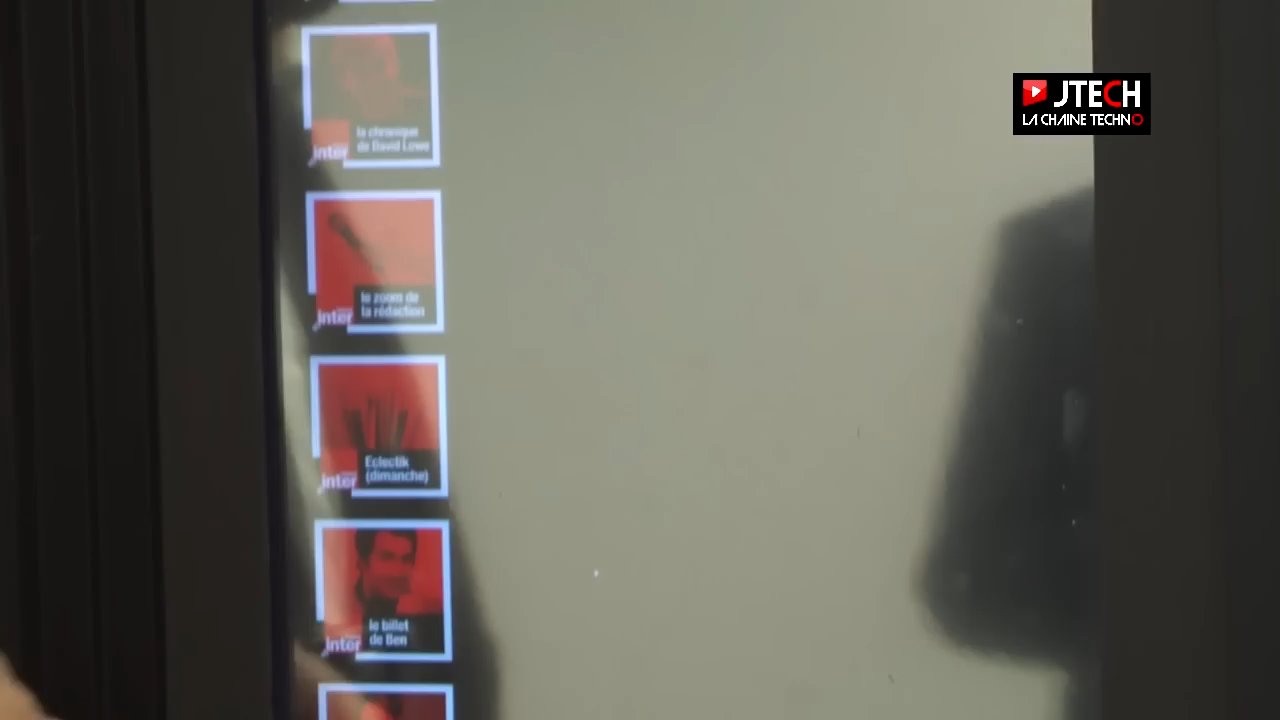 JTECH
LA CHAINE TECHNO
la chronique
de David Lowe
inter
le zoom de
la rédaction
inter
Eclectik
(dimanche)
inter
le billet
de Ben
inter